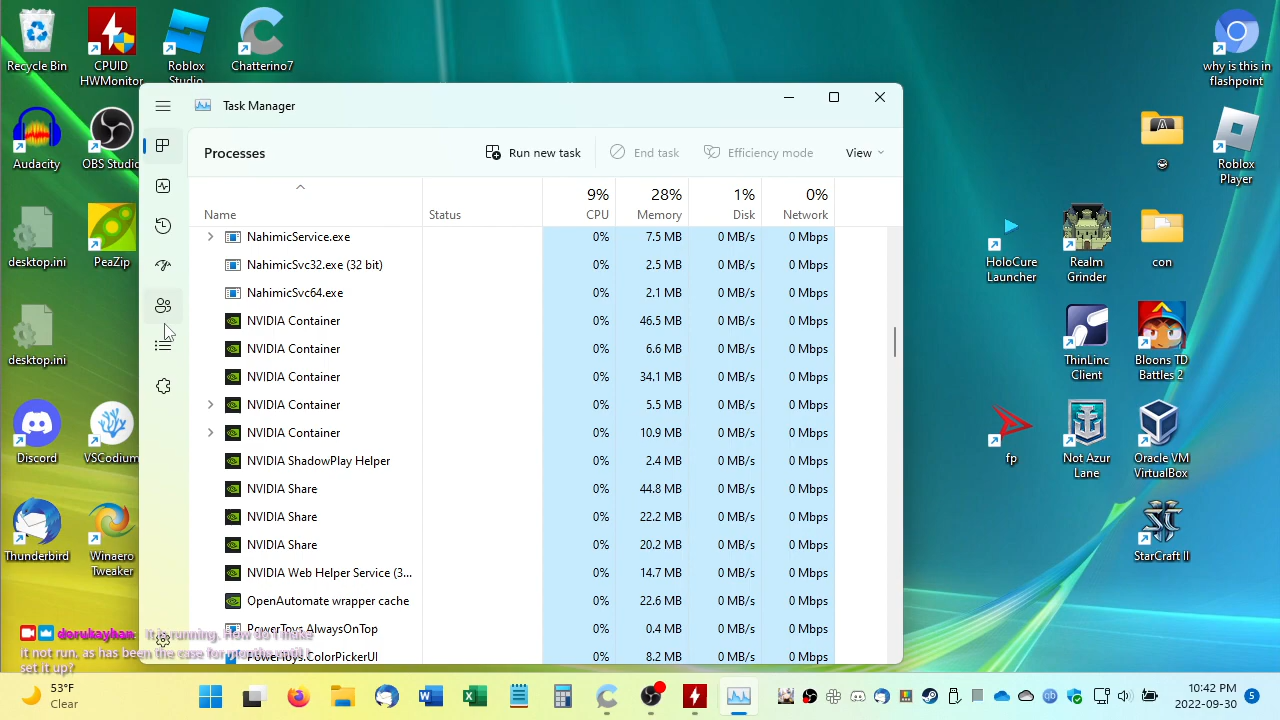 Recycle Bin
CPUID
HWMonitor
Roblox
Studio
Chatterino7
why is this in
flashpoint
Task Manager
Audacity
OBS Studio
Processes
Run new task
End task
Efficiency mode
View
Roblox
Player
9%
28%
1%
0%
Name
Status
CPU
Memory
Disk
Network
desktop.ini
PeaZip
HoloCure
Launcher
Realm
Grinder
con
NahimicService.exe 0% 7.5 MB 0 MB/s 0 Mbps
NahimicSvc32.exe (32 bit) 0% 2.5 MB 0 MB/s 0 Mbps
NahimicSvc64.exe 0% 2.1 MB 0 MB/s 0 Mbps
NVIDIA Container 0% 46.5 MB 0 MB/s 0 Mbps
NVIDIA Container 0% 6.6 MB 0 MB/s 0 Mbps
NVIDIA Container 0% 34.1 MB 0 MB/s 0 Mbps
NVIDIA Container 0% 5.5 MB 0 MB/s 0 Mbps
NVIDIA Container 0% 10.9 MB 0 MB/s 0 Mbps
NVIDIA ShadowPlay Helper 0% 2.4 MB 0 MB/s 0 Mbps
NVIDIA Share 0% 44.8 MB 0 MB/s 0 Mbps
NVIDIA Share 0% 22.2 MB 0 MB/s 0 Mbps
NVIDIA Share 0% 20.2 MB 0 MB/s 0 Mbps
NVIDIA Web Helper Service (3... 0% 14.7 MB 0 MB/s 0 Mbps
OpenAutomate wrapper cache 0% 22.6 MB 0 MB/s 0 Mbps
PowerToys.AlwaysOnTop 0% 0.4 MB 0 MB/s 0 Mbps
PowerToys.ColorPickerUI
desktop.ini
ThinLinc
Client
Bloons TD
Battles 2
Discord
VSCodium
fp
Not Azur
Lane
Oracle VM
VirtualBox
Thunderbird
Winaero
Tweaker
StarCraft II
dorukayhan It is running. How do I make
it not run, as has been the case for months until I
set it up?
53°F
Clear
10:42 PM
2022-09-30
5